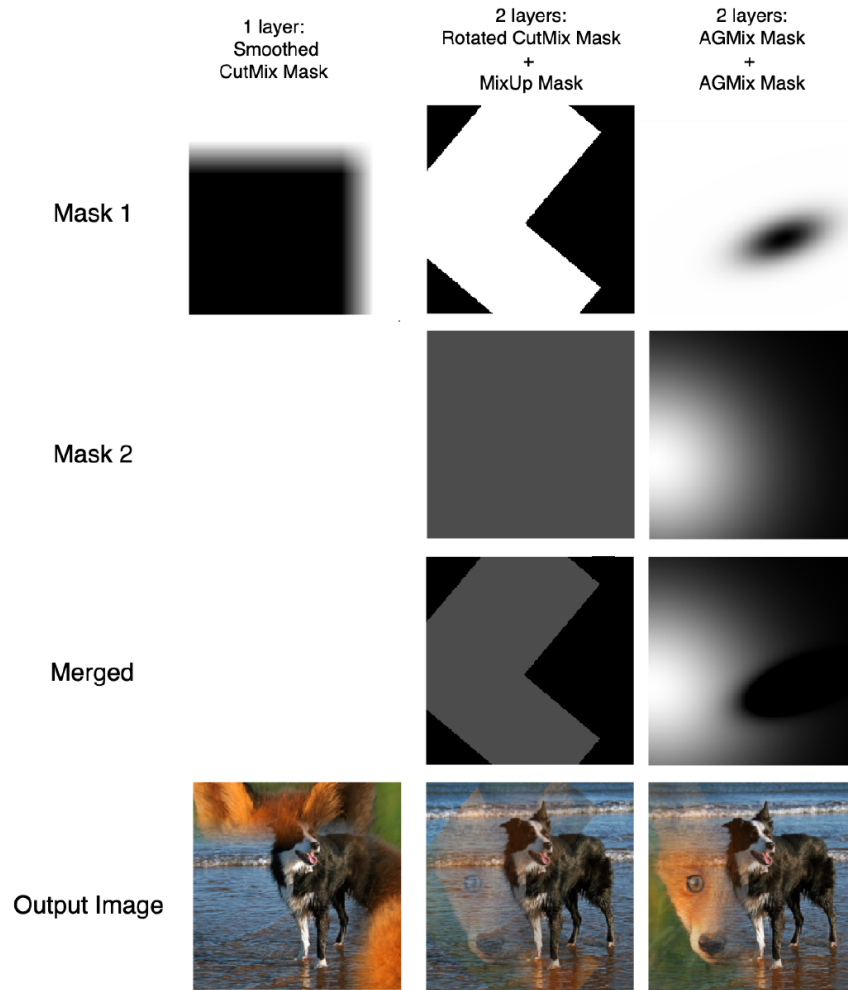 1 layer:
Smoothed
CutMix Mask
2 layers:
Rotated CutMix Mask
+
MixUp Mask
2 layers:
AGMix Mask
+
AGMix Mask
Mask 1
Mask 2
Merged
Output Image